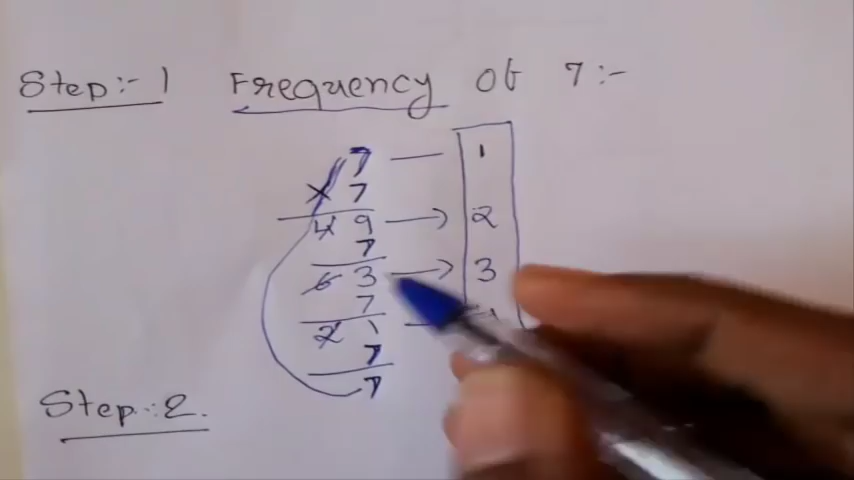 Step:- 1 Frequency of 7:-
7 — 1
× 7
49 → 2
7
63 → 3
7
21
7
7
Step:- 2.